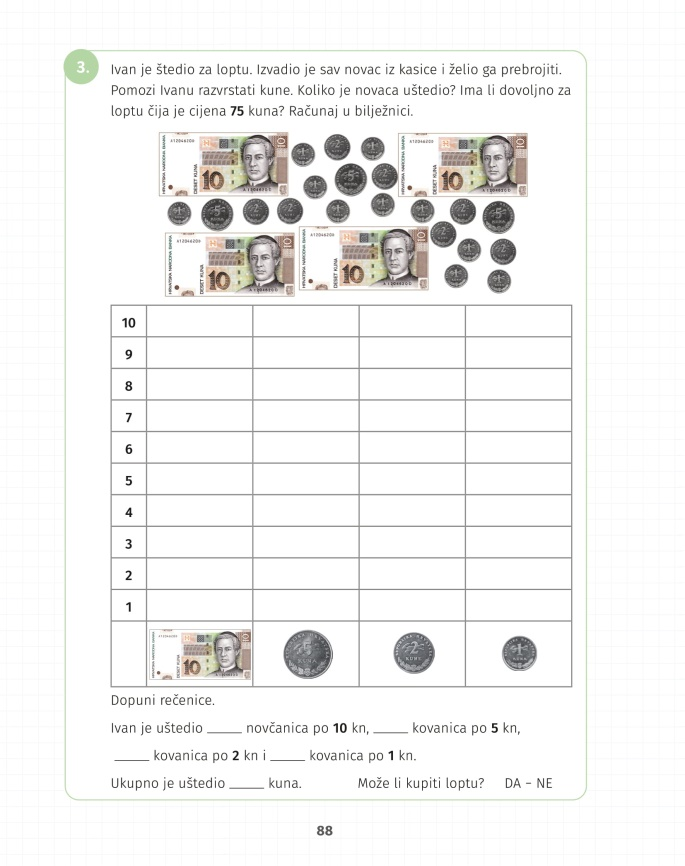 3.
Ivan je štedio za loptu. Izvadio je sav novac iz kasice i želio ga prebrojiti.
Pomozi Ivanu razvrstati kune. Koliko je novaca uštedio? Ima li dovoljno za
loptu čija je cijena 75 kuna? Računaj u bilježnici.
10
9
8
7
6
5
4
3
2
1
Dopuni rečenice.
Ivan je uštedio _____ novčanica po 10 kn, _____ kovanica po 5 kn,
_____ kovanica po 2 kn i _____ kovanica po 1 kn.
Ukupno je uštedio _____ kuna. Može li kupiti loptu? DA – NE
88